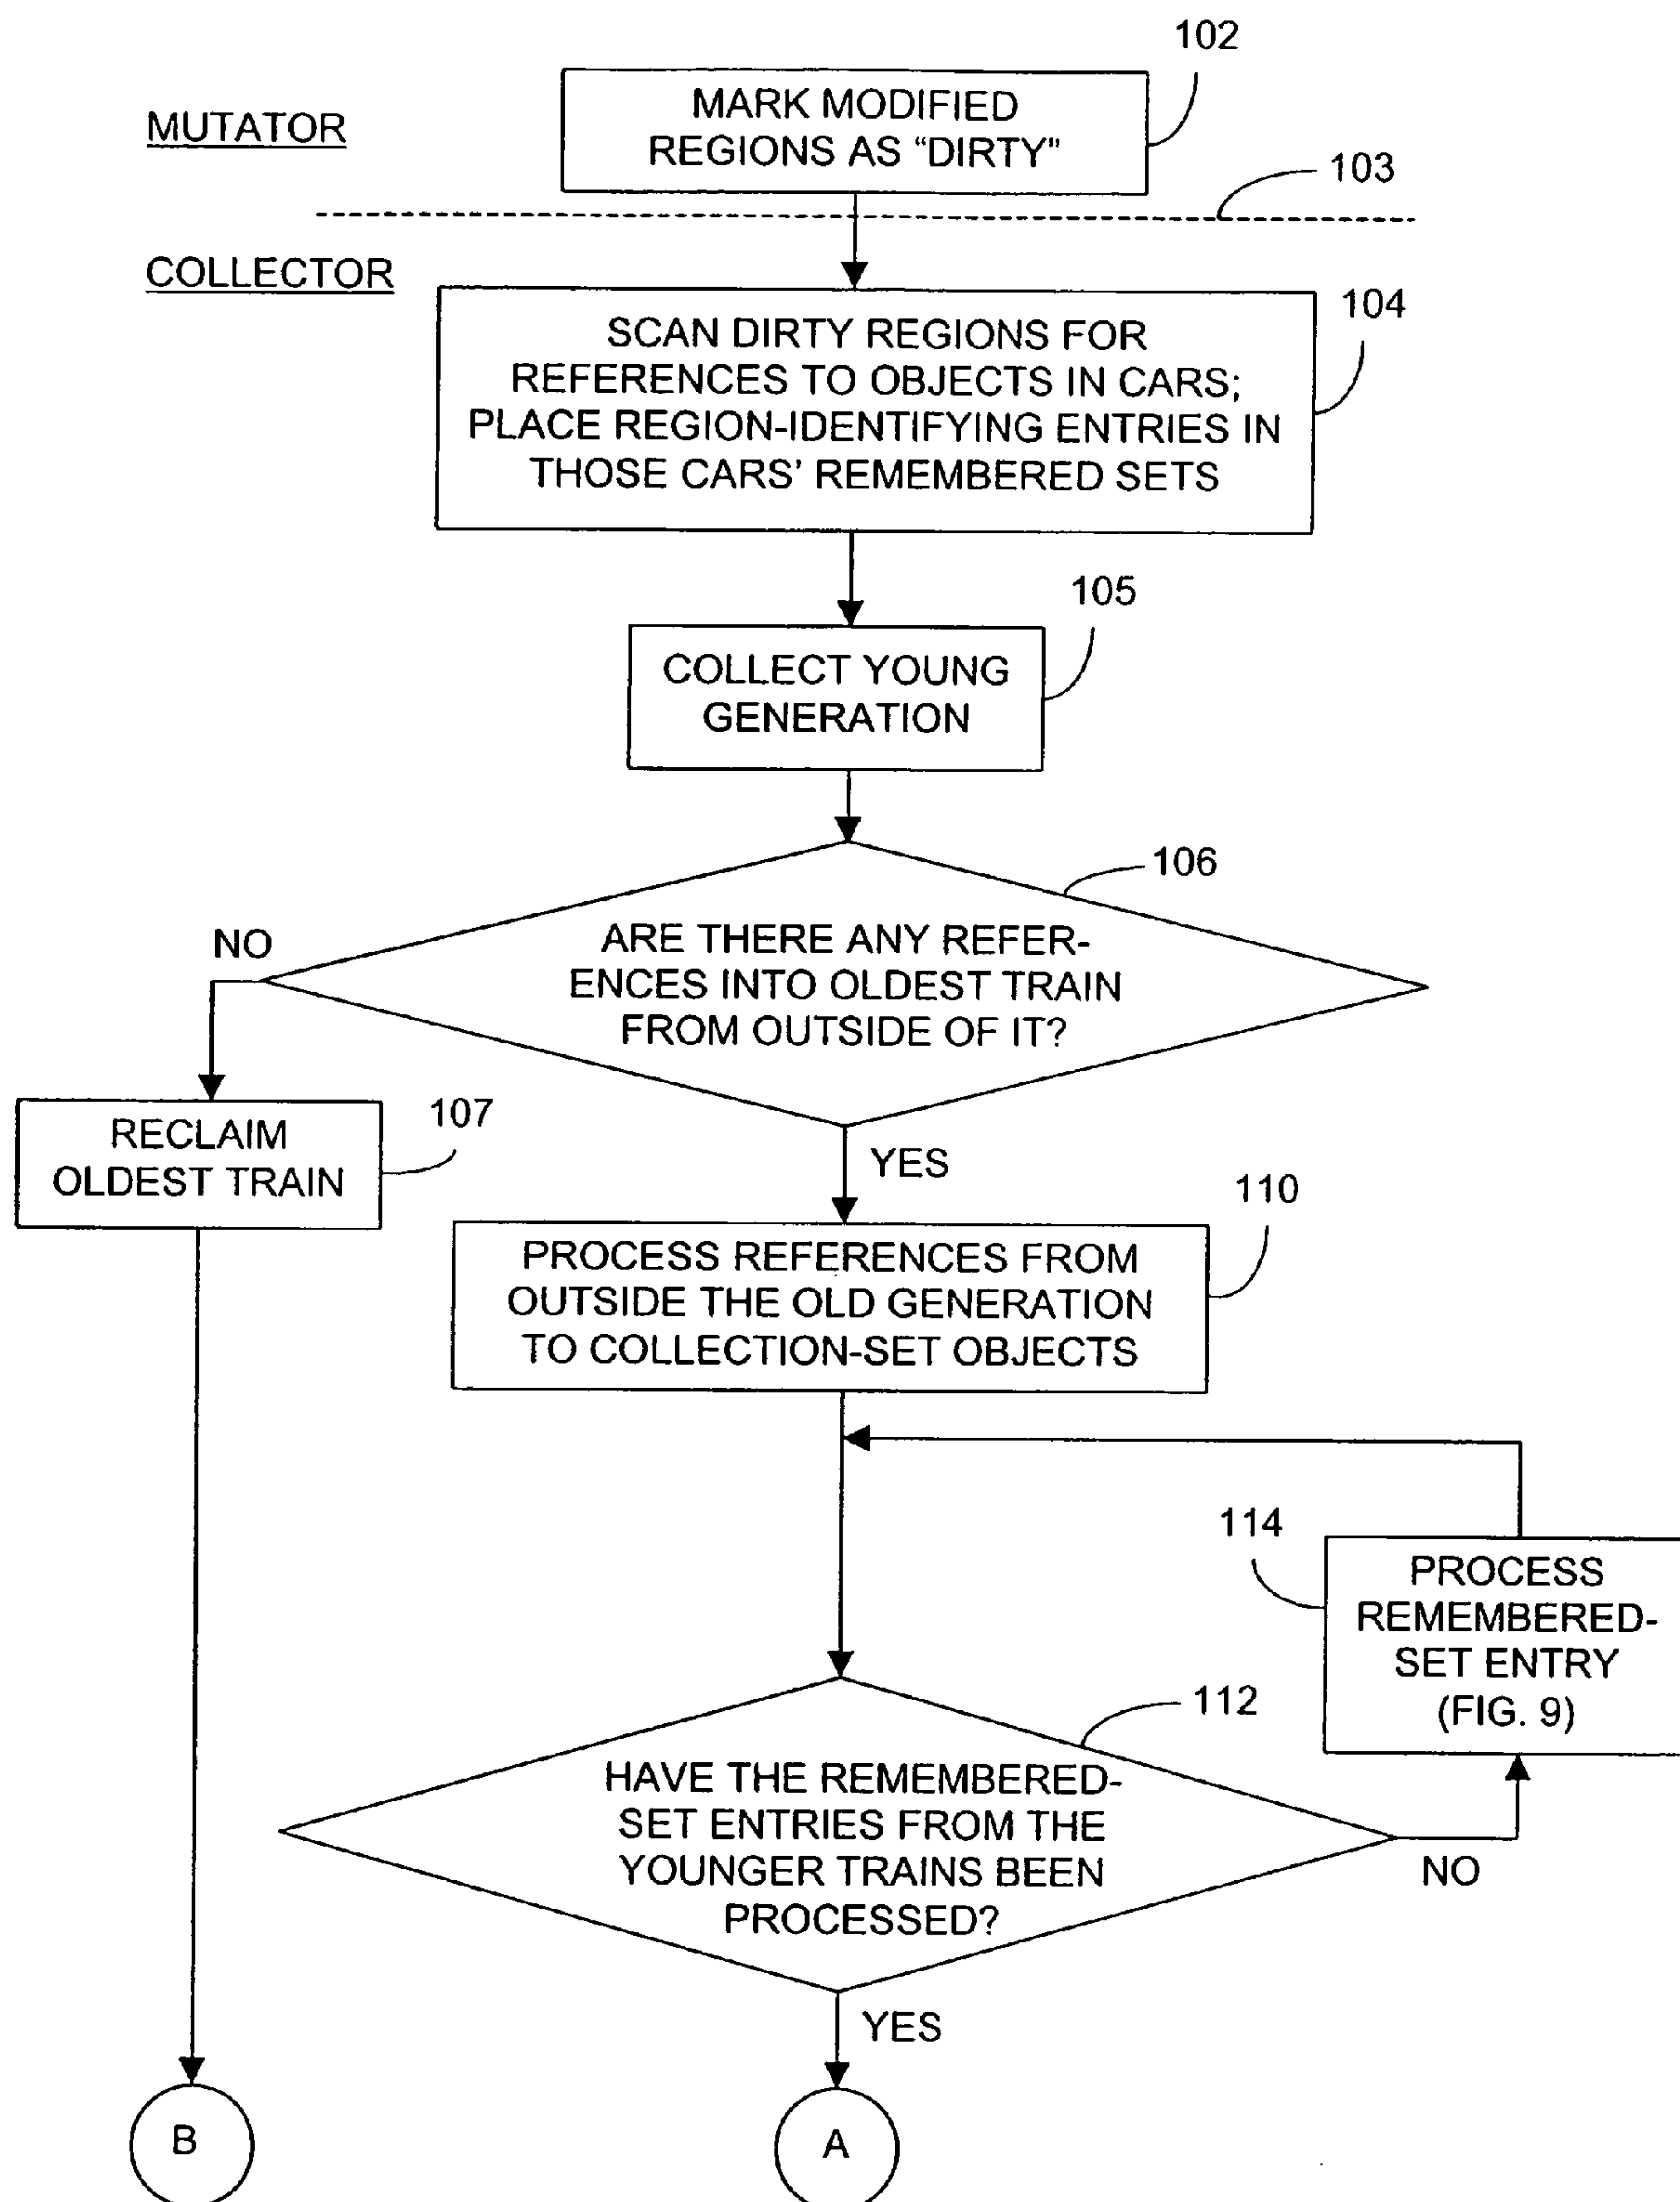 102
MARK MODIFIED
REGIONS AS “DIRTY”
MUTATOR
103
COLLECTOR
104
SCAN DIRTY REGIONS FOR
REFERENCES TO OBJECTS IN CARS;
PLACE REGION-IDENTIFYING ENTRIES IN
THOSE CARS’ REMEMBERED SETS
105
COLLECT YOUNG
GENERATION
106
NO
ARE THERE ANY REFER-
ENCES INTO OLDEST TRAIN
FROM OUTSIDE OF IT?
107
RECLAIM
OLDEST TRAIN
YES
110
PROCESS REFERENCES FROM
OUTSIDE THE OLD GENERATION
TO COLLECTION-SET OBJECTS
114
PROCESS
REMEMBERED-
SET ENTRY
(FIG. 9)
112
HAVE THE REMEMBERED-
SET ENTRIES FROM THE
YOUNGER TRAINS BEEN
PROCESSED?
NO
YES
B
A